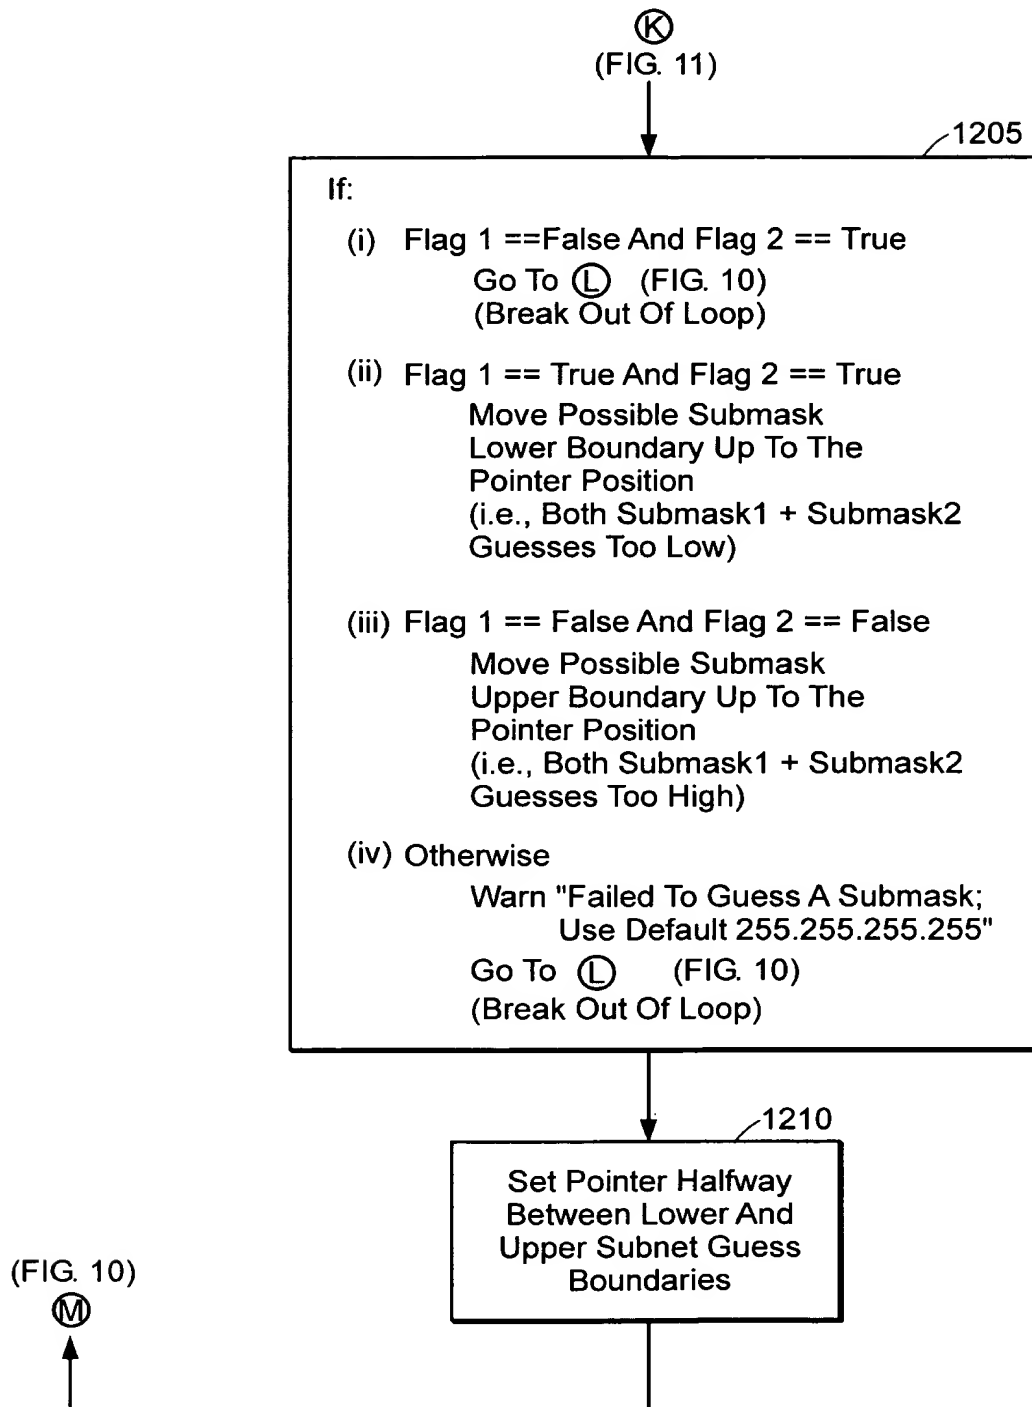 K
(FIG. 11)
1205
If:
(i) Flag 1 ==False And Flag 2 == True
Go To L (FIG. 10)
(Break Out Of Loop)
(ii) Flag 1 == True And Flag 2 == True
Move Possible Submask
Lower Boundary Up To The
Pointer Position
(i.e., Both Submask1 + Submask2
Guesses Too Low)
(iii) Flag 1 == False And Flag 2 == False
Move Possible Submask
Upper Boundary Up To The
Pointer Position
(i.e., Both Submask1 + Submask2
Guesses Too High)
(iv) Otherwise
Warn "Failed To Guess A Submask;
Use Default 255.255.255.255"
Go To L (FIG. 10)
(Break Out Of Loop)
1210
Set Pointer Halfway
Between Lower And
Upper Subnet Guess
Boundaries
(FIG. 10)
M